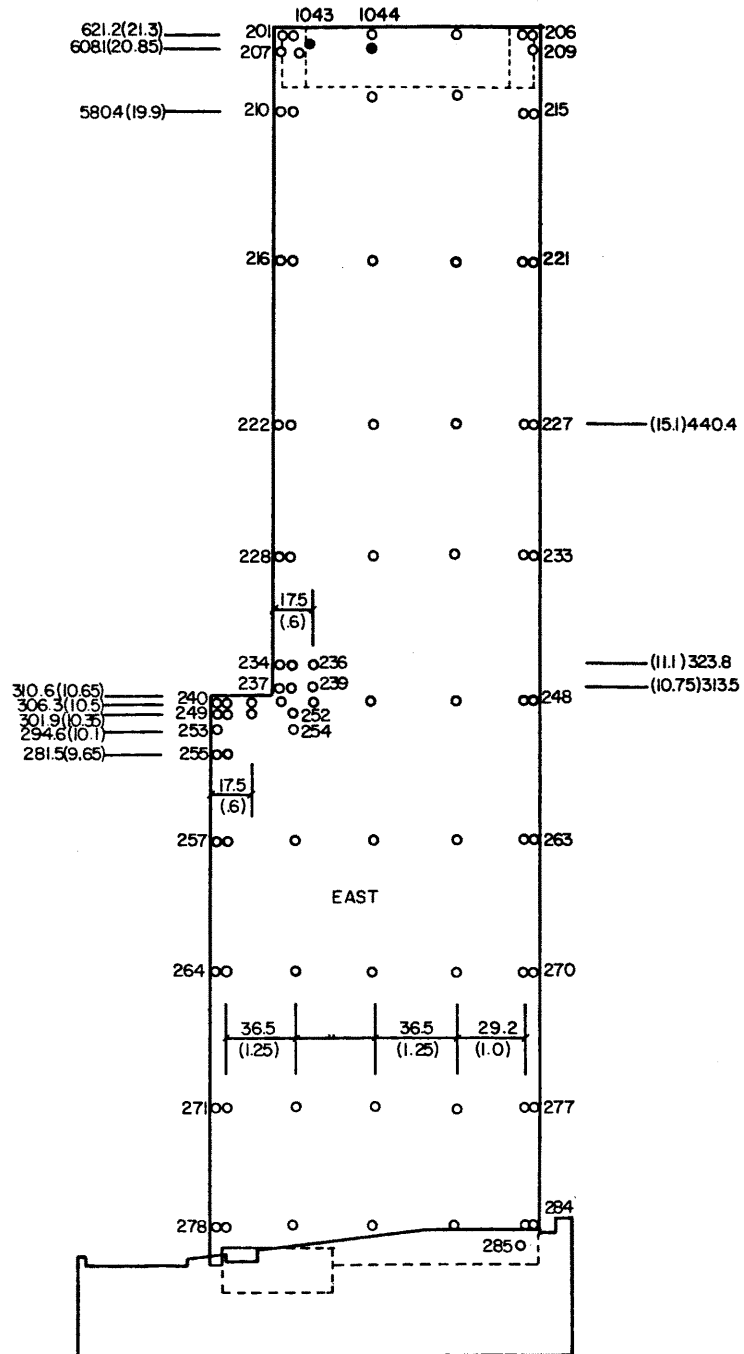 1043 1044
621.2(21.3) 201 206
608.1(20.85) 207 209
580.4(19.9) 210 215
216 221
222 227 (15.1)440.4
228 233
17.5
(.6)
234 236 (11.1)323.8
237 239 (10.75)313.5
310.6(10.65) 240 248
306.3(10.5)
301.9(10.35) 249 252
294.6(10.1) 253 254
281.5(9.65) 255
17.5
(.6)
257 263
EAST
264 270
36.5 " 36.5 29.2
(1.25) (1.25) (1.0)
271 277
284
278
285